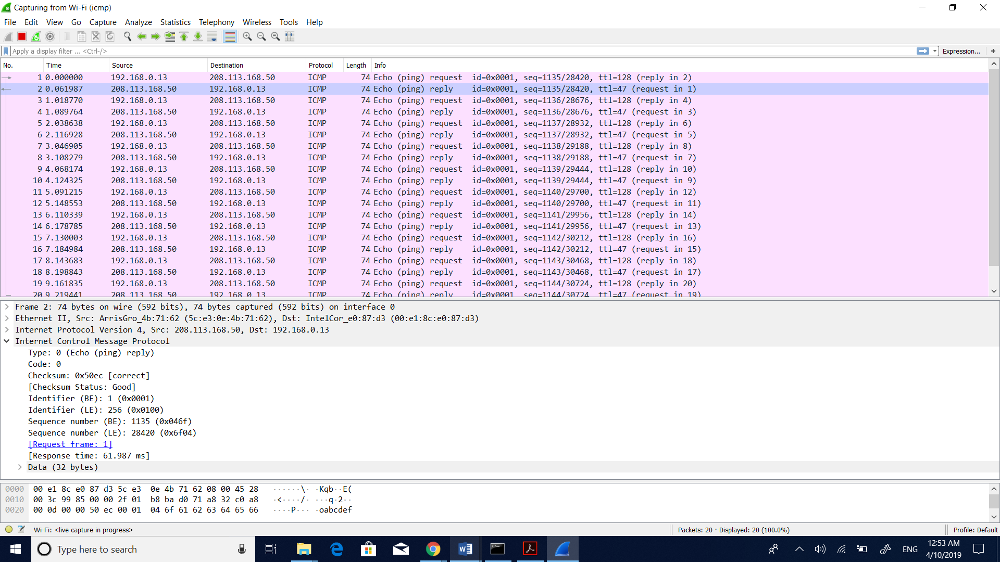 Capturing from Wi-Fi (icmp)
File Edit View Go Capture Analyze Statistics Telephony Wireless Tools Help
Apply a display filter ... <Ctrl-/> Expression... +
No. Time Source Destination Protocol Length Info
1 0.000000 192.168.0.13 208.113.168.50 ICMP 74 Echo (ping) request id=0x0001, seq=1135/28420, ttl=128 (reply in 2)
2 0.061987 208.113.168.50 192.168.0.13 ICMP 74 Echo (ping) reply id=0x0001, seq=1135/28420, ttl=47 (request in 1)
3 1.018770 192.168.0.13 208.113.168.50 ICMP 74 Echo (ping) request id=0x0001, seq=1136/28676, ttl=128 (reply in 4)
4 1.089764 208.113.168.50 192.168.0.13 ICMP 74 Echo (ping) reply id=0x0001, seq=1136/28676, ttl=47 (request in 3)
5 2.038638 192.168.0.13 208.113.168.50 ICMP 74 Echo (ping) request id=0x0001, seq=1137/28932, ttl=128 (reply in 6)
6 2.116928 208.113.168.50 192.168.0.13 ICMP 74 Echo (ping) reply id=0x0001, seq=1137/28932, ttl=47 (request in 5)
7 3.046905 192.168.0.13 208.113.168.50 ICMP 74 Echo (ping) request id=0x0001, seq=1138/29188, ttl=128 (reply in 8)
8 3.108279 208.113.168.50 192.168.0.13 ICMP 74 Echo (ping) reply id=0x0001, seq=1138/29188, ttl=47 (request in 7)
9 4.068174 192.168.0.13 208.113.168.50 ICMP 74 Echo (ping) request id=0x0001, seq=1139/29444, ttl=128 (reply in 10)
10 4.124325 208.113.168.50 192.168.0.13 ICMP 74 Echo (ping) reply id=0x0001, seq=1139/29444, ttl=47 (request in 9)
11 5.091215 192.168.0.13 208.113.168.50 ICMP 74 Echo (ping) request id=0x0001, seq=1140/29700, ttl=128 (reply in 12)
12 5.148553 208.113.168.50 192.168.0.13 ICMP 74 Echo (ping) reply id=0x0001, seq=1140/29700, ttl=47 (request in 11)
13 6.110339 192.168.0.13 208.113.168.50 ICMP 74 Echo (ping) request id=0x0001, seq=1141/29956, ttl=128 (reply in 14)
14 6.178785 208.113.168.50 192.168.0.13 ICMP 74 Echo (ping) reply id=0x0001, seq=1141/29956, ttl=47 (request in 13)
15 7.130003 192.168.0.13 208.113.168.50 ICMP 74 Echo (ping) request id=0x0001, seq=1142/30212, ttl=128 (reply in 16)
16 7.184984 208.113.168.50 192.168.0.13 ICMP 74 Echo (ping) reply id=0x0001, seq=1142/30212, ttl=47 (request in 15)
17 8.143683 192.168.0.13 208.113.168.50 ICMP 74 Echo (ping) request id=0x0001, seq=1143/30468, ttl=128 (reply in 18)
18 8.198843 208.113.168.50 192.168.0.13 ICMP 74 Echo (ping) reply id=0x0001, seq=1143/30468, ttl=47 (request in 17)
19 9.161835 192.168.0.13 208.113.168.50 ICMP 74 Echo (ping) request id=0x0001, seq=1144/30724, ttl=128 (reply in 20)
20 9.219441 208.113.168.50 192.168.0.13 ICMP 74 Echo (ping) reply id=0x0001, seq=1144/30724, ttl=47 (request in 19)
Frame 2: 74 bytes on wire (592 bits), 74 bytes captured (592 bits) on interface 0
Ethernet II, Src: ArrisGro_4b:71:62 (5c:e3:0e:4b:71:62), Dst: IntelCor_e0:87:d3 (00:e1:8c:e0:87:d3)
Internet Protocol Version 4, Src: 208.113.168.50, Dst: 192.168.0.13
Internet Control Message Protocol
Type: 0 (Echo (ping) reply)
Code: 0
Checksum: 0x50ec [correct]
[Checksum Status: Good]
Identifier (BE): 1 (0x0001)
Identifier (LE): 256 (0x0100)
Sequence number (BE): 1135 (0x046f)
Sequence number (LE): 28420 (0x6f04)
[Request frame: 1]
[Response time: 61.987 ms]
Data (32 bytes)
0000 00 e1 8c e0 87 d3 5c e3 0e 4b 71 62 08 00 45 28 ······\· ·Kqb··E(
0010 00 3c 99 85 00 00 2f 01 b8 ba d0 71 a8 32 c0 a8 ·<····/· ···q·2··
0020 00 0d 00 00 50 ec 00 01 04 6f 61 62 63 64 65 66 ····P··· ·oabcdef
Wi-Fi: <live capture in progress> Packets: 20 · Displayed: 20 (100.0%) Profile: Default
Type here to search
ENG
12:53 AM
4/10/2019